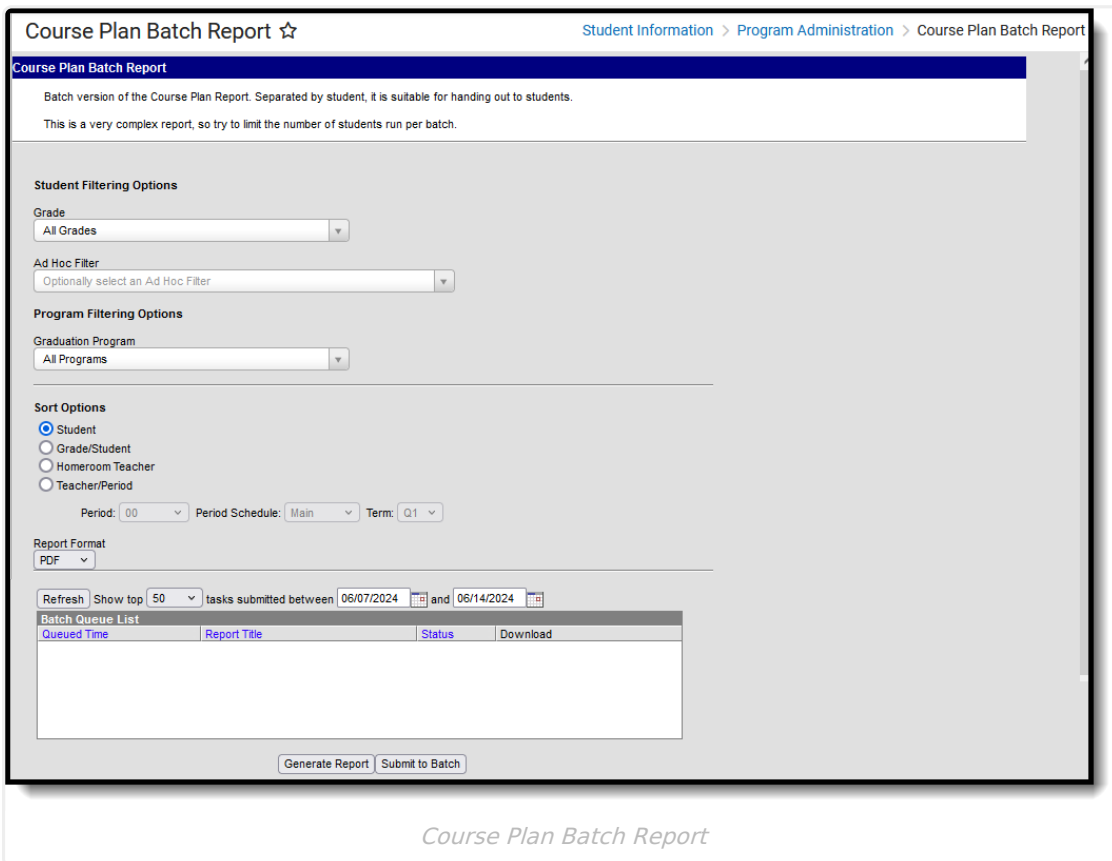 Course Plan Batch Report ☆ Student Information > Program Administration > Course Plan Batch Report
Course Plan Batch Report
Batch version of the Course Plan Report. Separated by student, it is suitable for handing out to students.
This is a very complex report, so try to limit the number of students run per batch.
Student Filtering Options
Grade
All Grades
Ad Hoc Filter
Optionally select an Ad Hoc Filter
Program Filtering Options
Graduation Program
All Programs
Sort Options
Student
Grade/Student
Homeroom Teacher
Teacher/Period
Period: 00 Period Schedule: Main Term: Q1
Report Format
PDF
Refresh Show top 50 tasks submitted between 06/07/2024 and 06/14/2024
Batch Queue List
Queued Time Report Title Status Download
Generate Report Submit to Batch
Course Plan Batch Report